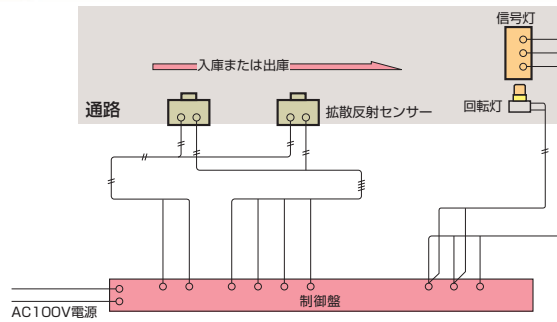 信号灯
入庫または出庫
通路
拡散反射センサー
回転灯
制御盤
AC100V電源